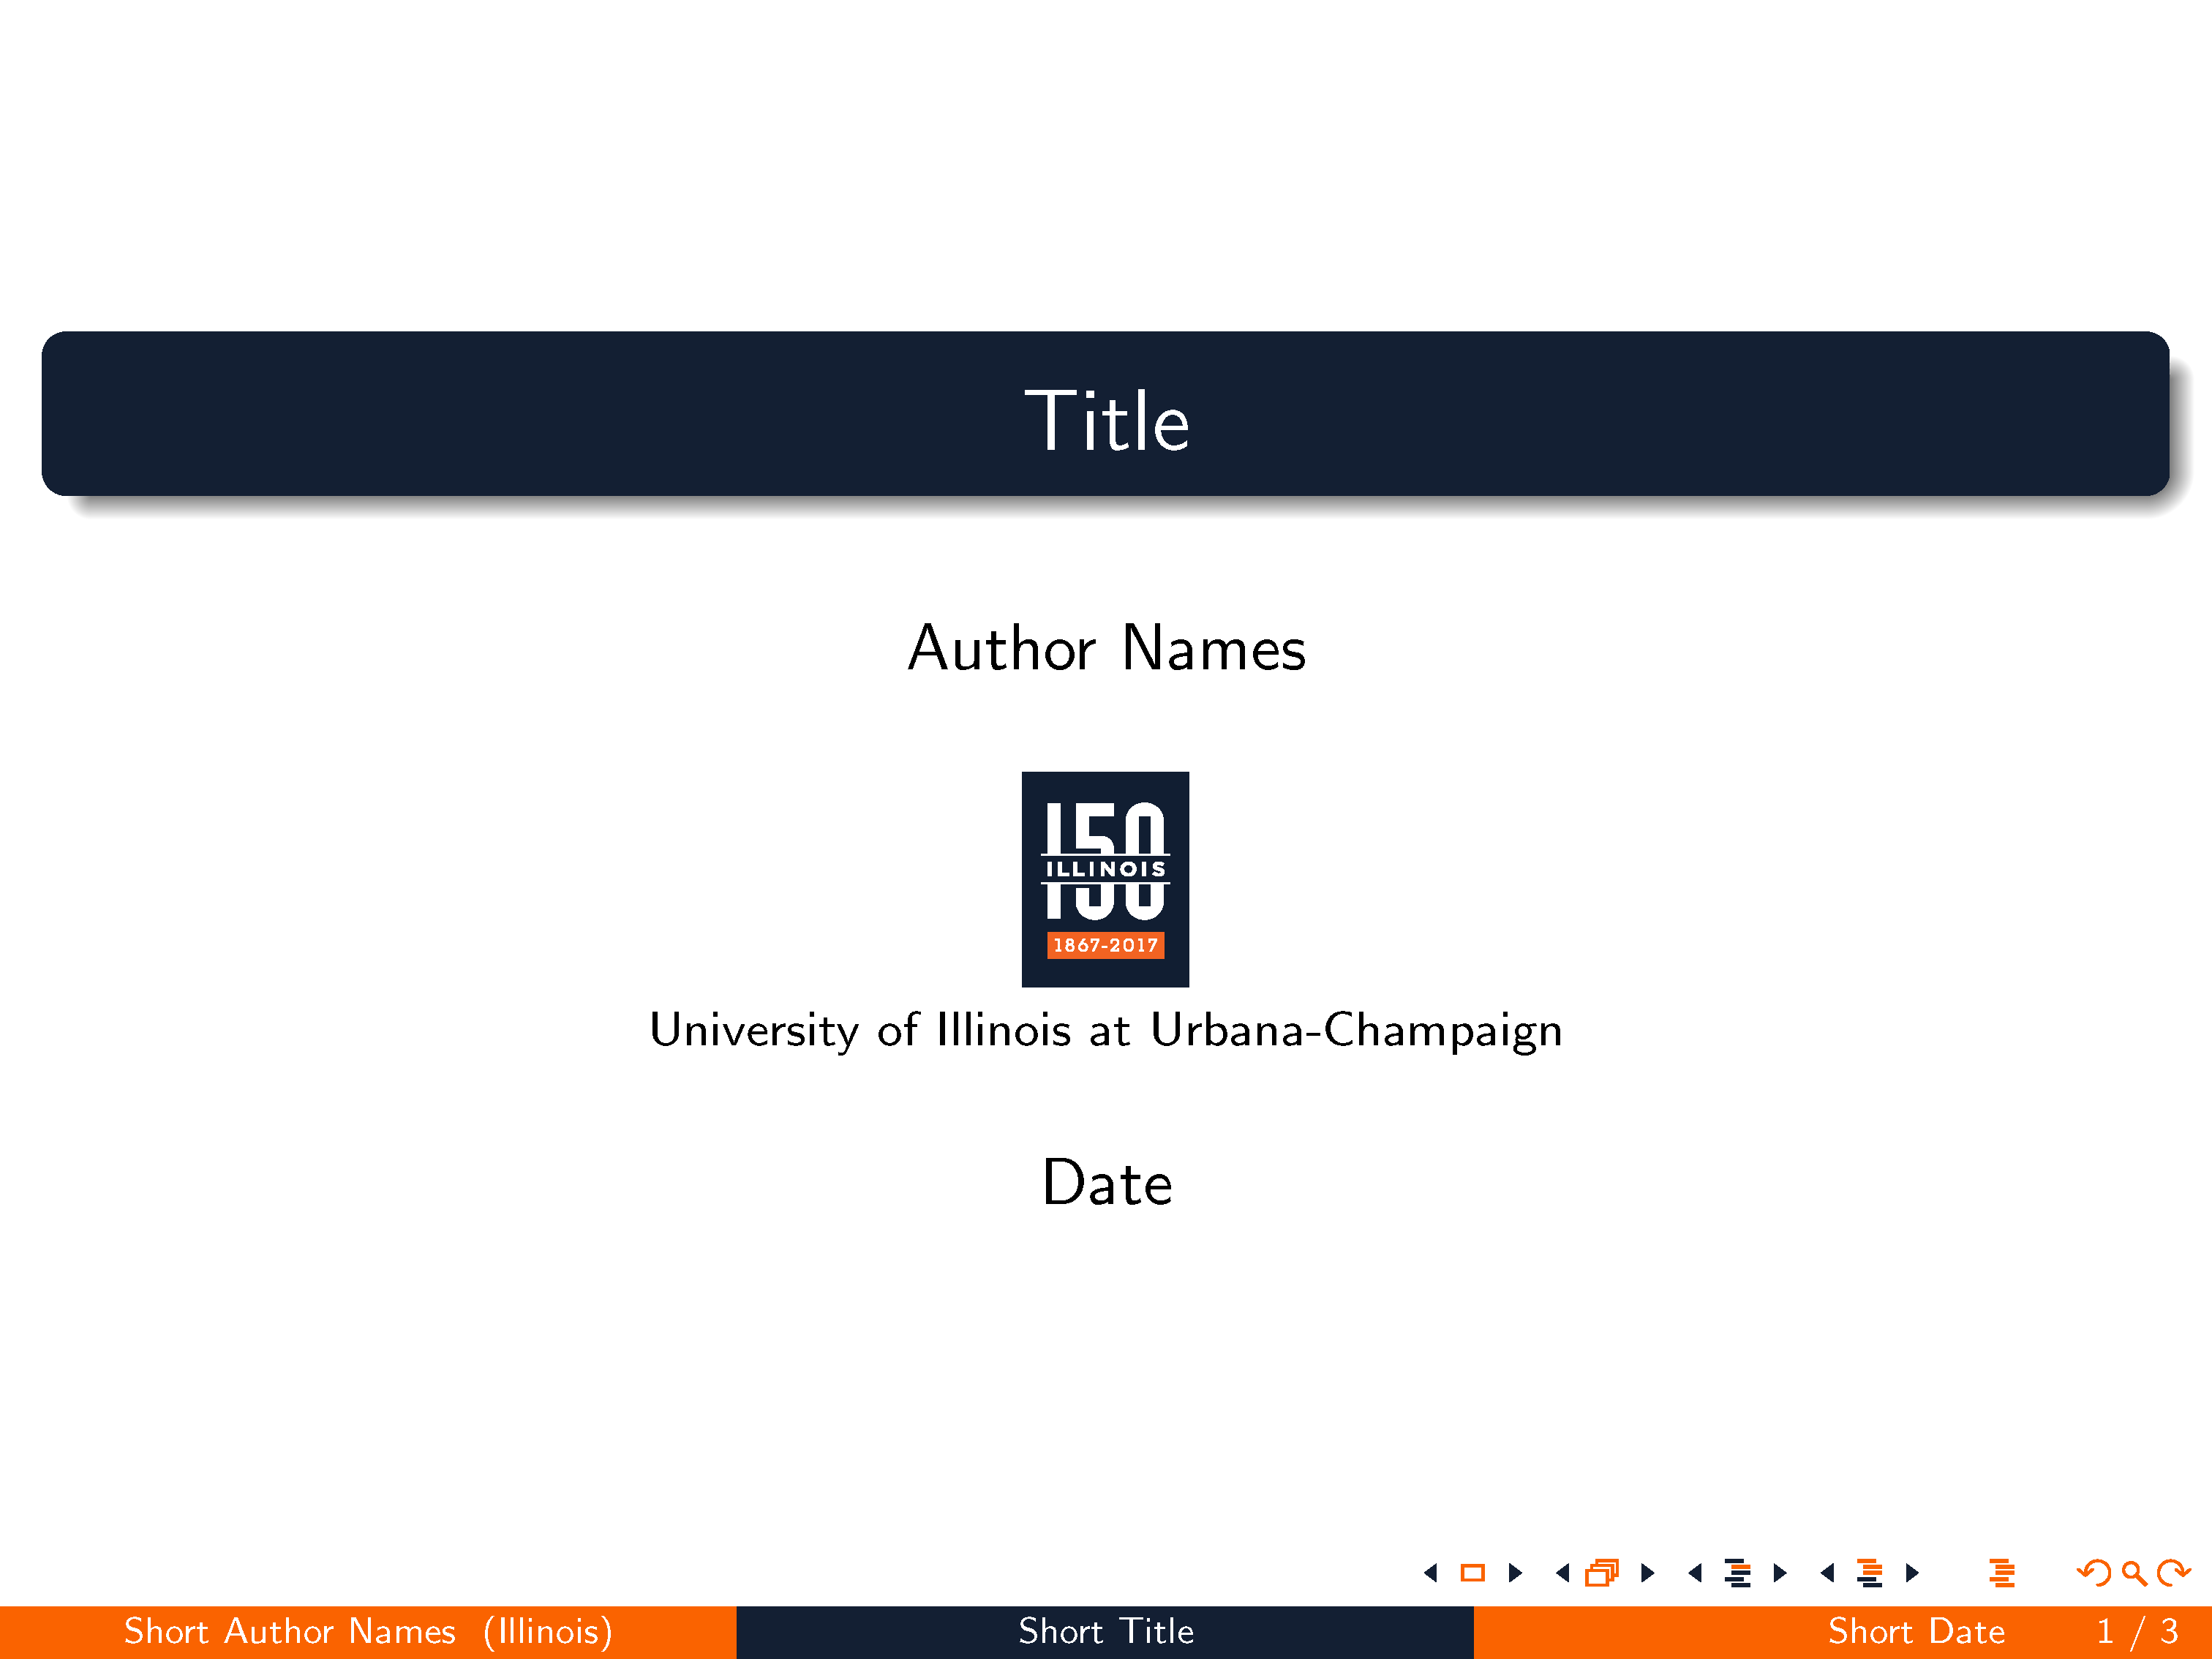 Title
Author Names
150
ILLINOIS
1867-2017
University of Illinois at Urbana-Champaign
Date
Short Author Names (Illinois) Short Title Short Date 1 / 3